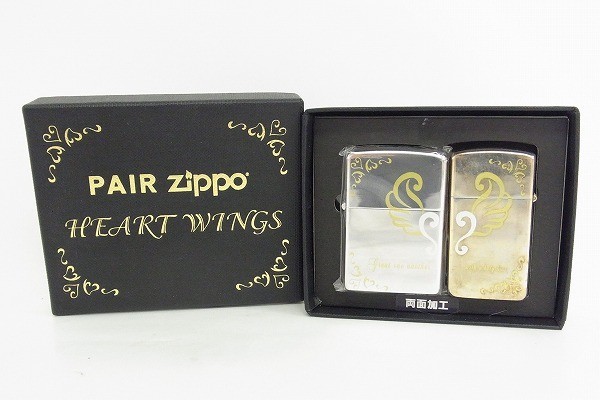 PAIR zippo
HEART WINGS
両面加工